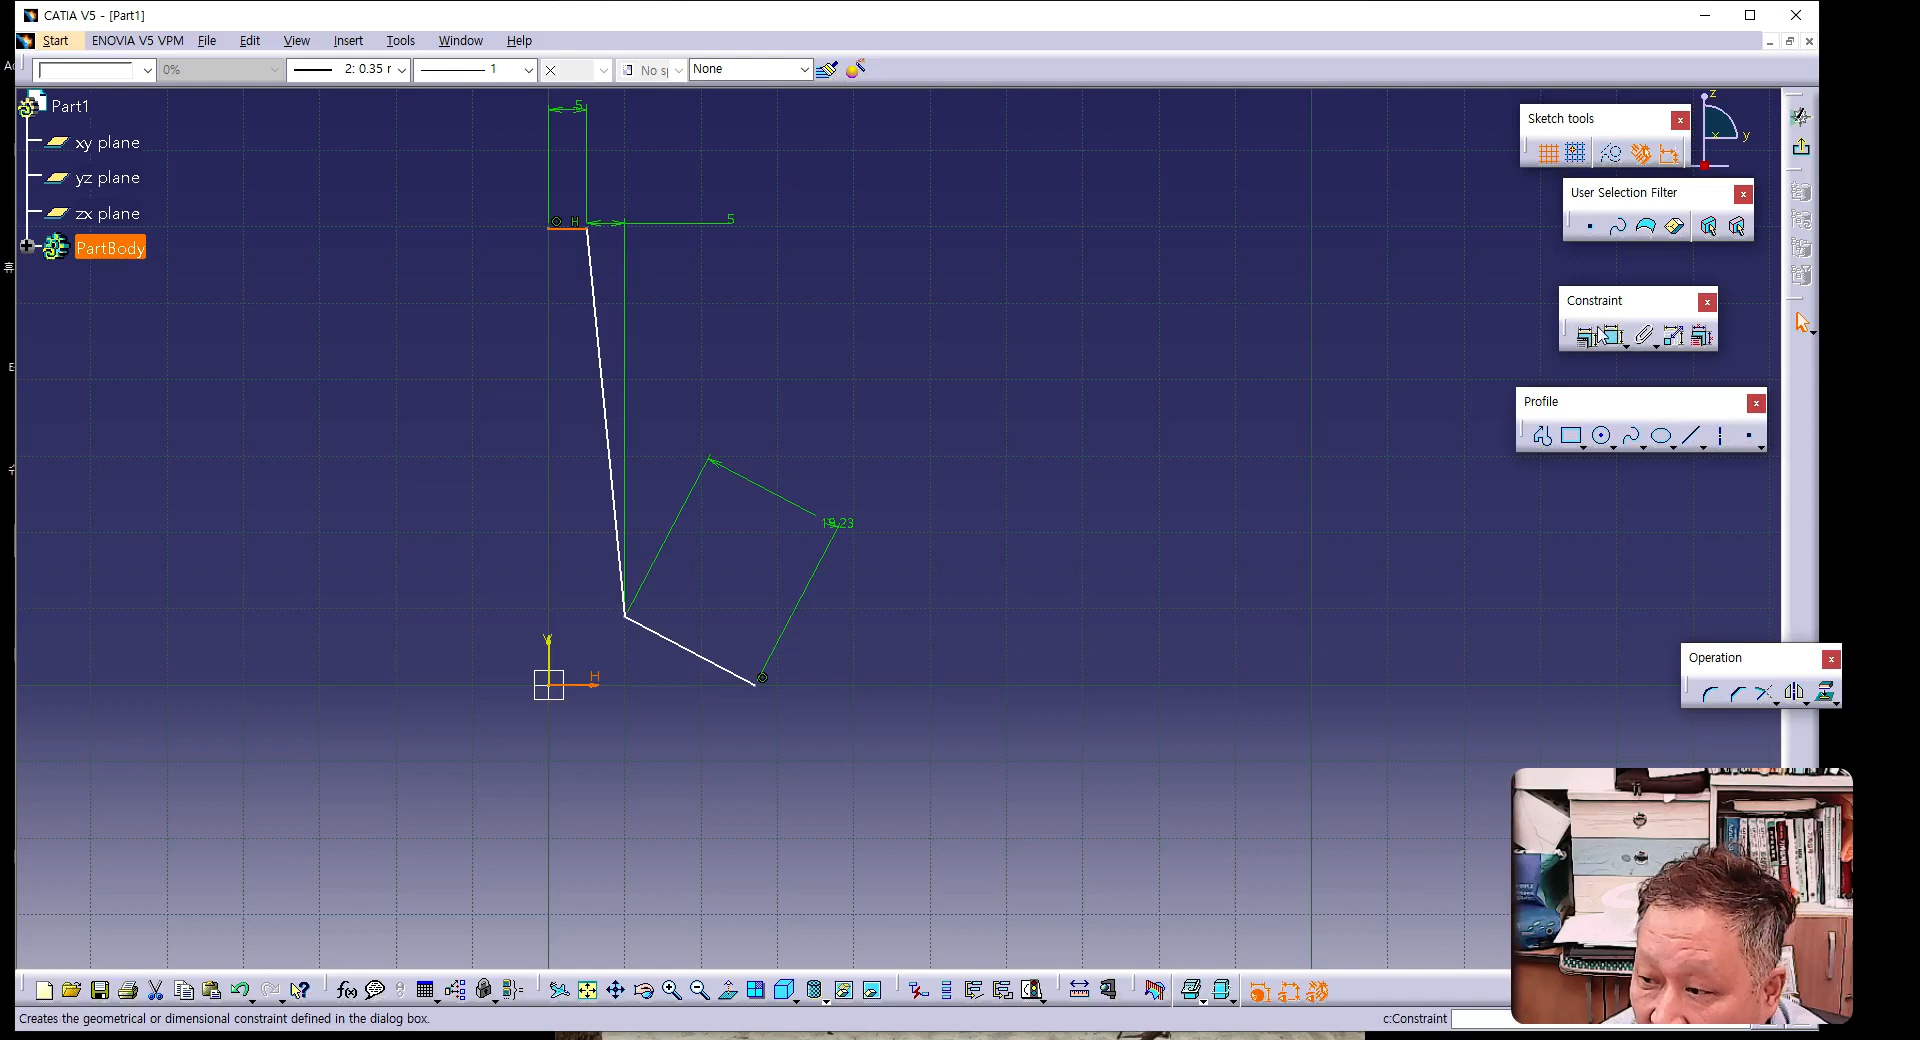 CATIA V5 - [Part1]
Start ENOVIA V5 VPM File Edit View Insert Tools Window Help
0% 2: 0.35 r 1 No s None
Part1
xy plane
yz plane
zx plane
PartBody
5
H
5
19.23
V
H
z
x
y
Sketch tools
User Selection Filter
Constraint
Profile
Operation
Creates the geometrical or dimensional constraint defined in the dialog box.
c:Constraint